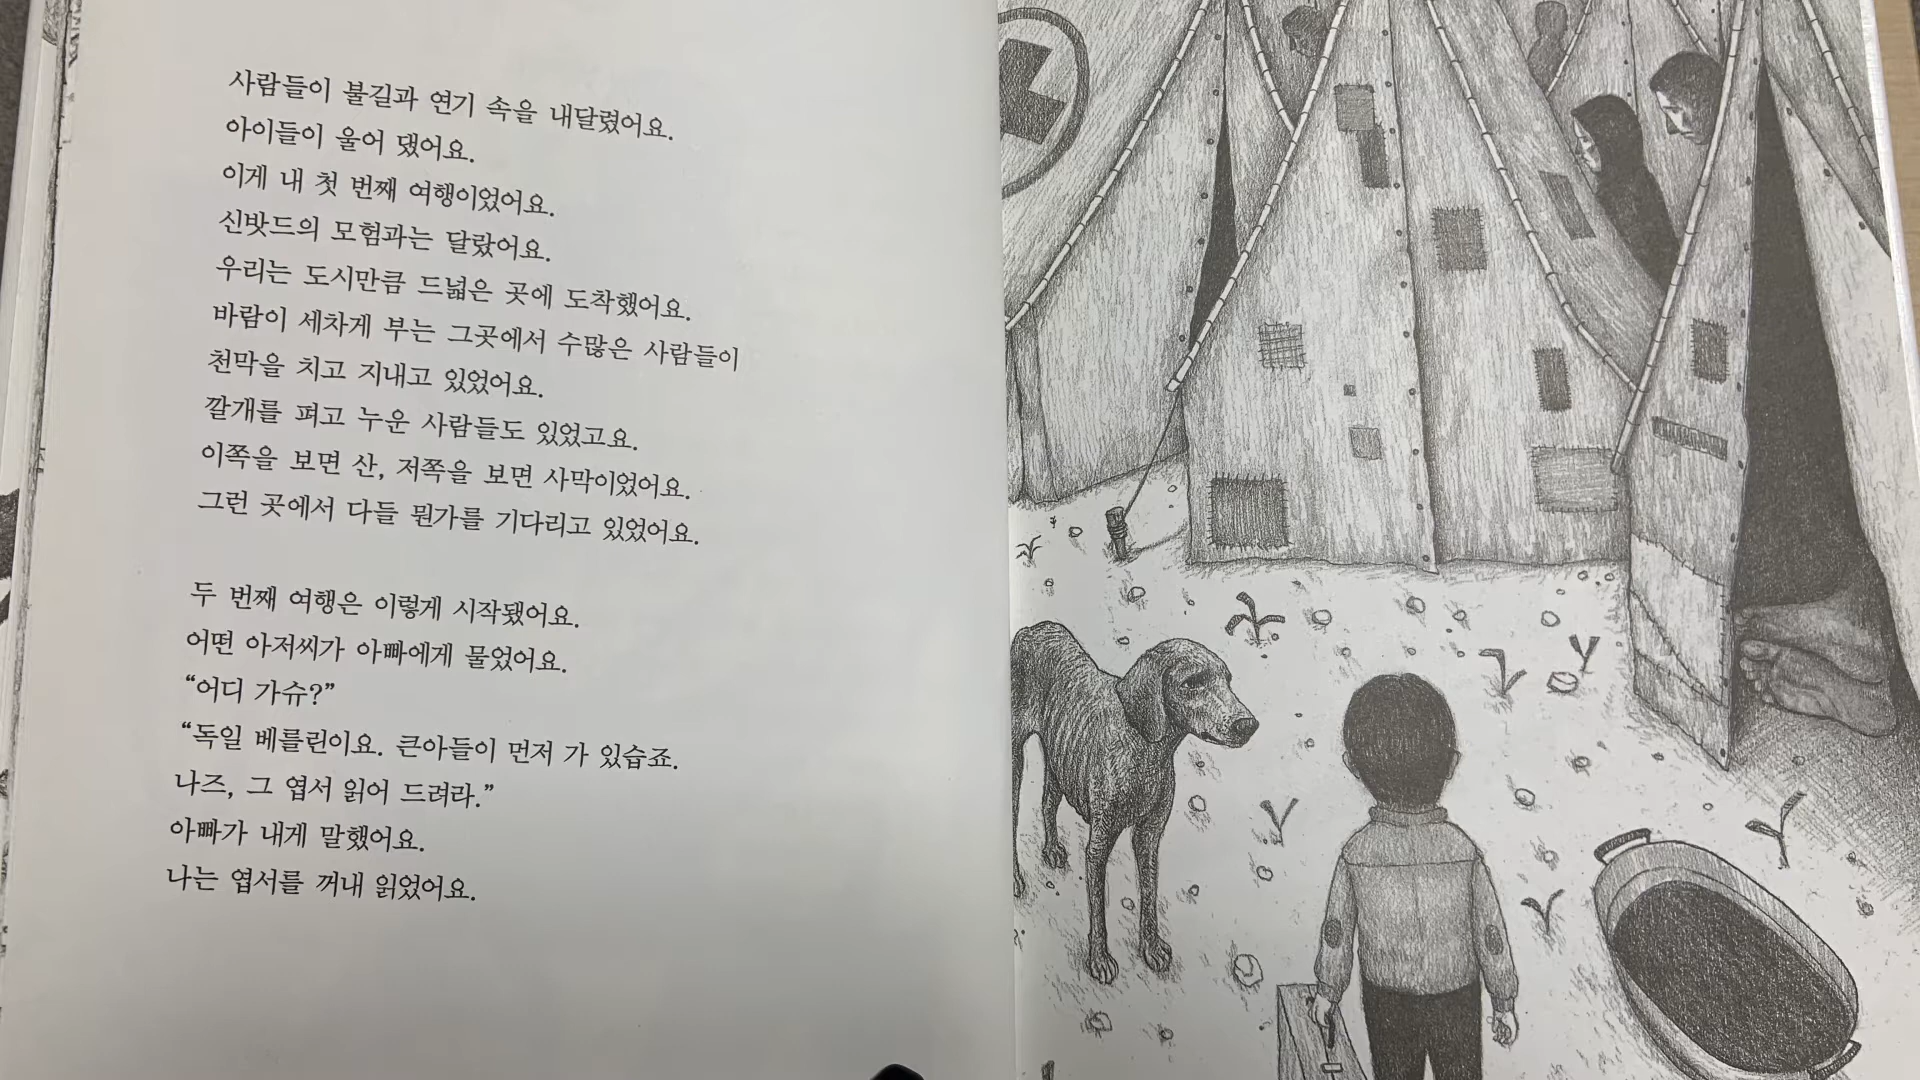 사람들이 불길과 연기 속을 내달렸어요.
아이들이 울어 댔어요.
이게 내 첫 번째 여행이었어요.
신밧드의 모험과는 달랐어요.
우리는 도시만큼 드넓은 곳에 도착했어요.
바람이 세차게 부는 그곳에서 수많은 사람들이
천막을 치고 지내고 있었어요.
깔개를 펴고 누운 사람들도 있었고요.
이쪽을 보면 산, 저쪽을 보면 사막이었어요.
그런 곳에서 다들 뭔가를 기다리고 있었어요.
두 번째 여행은 이렇게 시작됐어요.
어떤 아저씨가 아빠에게 물었어요.
“어디 가슈?”
“독일 베를린이요. 큰아들이 먼저 가 있습죠.
나즈, 그 엽서 읽어 드려라.”
아빠가 내게 말했어요.
나는 엽서를 꺼내 읽었어요.